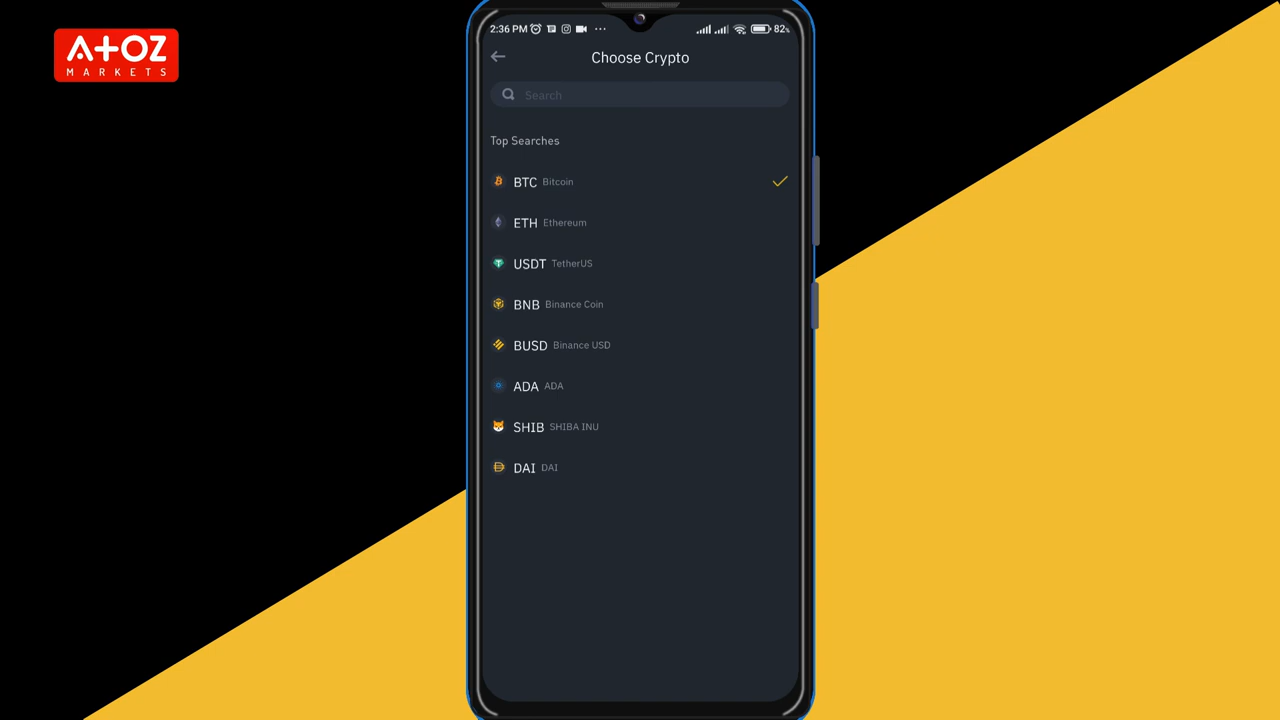 A+OZ
MARKETS
2:36 PM 82%
Choose Crypto
Search
Top Searches
BTC Bitcoin
ETH Ethereum
USDT TetherUS
BNB Binance Coin
BUSD Binance USD
ADA ADA
SHIB SHIBA INU
DAI DAI